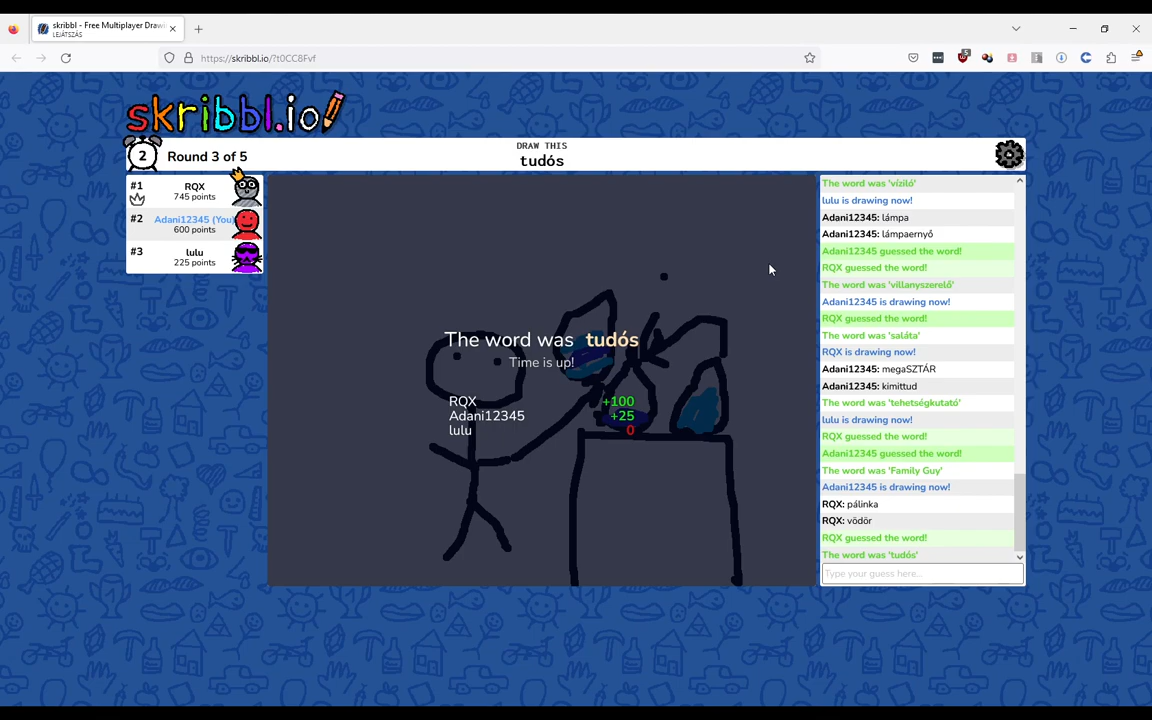 skribbl - Free Multiplayer Drawin
LEJÁTSZÁS
https://skribbl.io/?t0CC8Fvf
5
skribbl.io
2
Round 3 of 5
DRAW THIS
tudós
#1
RQX
745 points
#2
Adani12345 (You)
600 points
#3
lulu
225 points
The word was tudós
Time is up!
RQX +100
Adani12345 +25
lulu 0
The word was 'víziló'
lulu is drawing now!
Adani12345: lámpa
Adani12345: lámpaernyő
Adani12345 guessed the word!
RQX guessed the word!
The word was 'villanyszerelő'
Adani12345 is drawing now!
RQX guessed the word!
The word was 'saláta'
RQX is drawing now!
Adani12345: megaSZTÁR
Adani12345: kimittud
The word was 'tehetségkutató'
lulu is drawing now!
RQX guessed the word!
Adani12345 guessed the word!
The word was 'Family Guy'
Adani12345 is drawing now!
RQX: pálinka
RQX: vödör
RQX guessed the word!
The word was 'tudós'
Type your guess here...